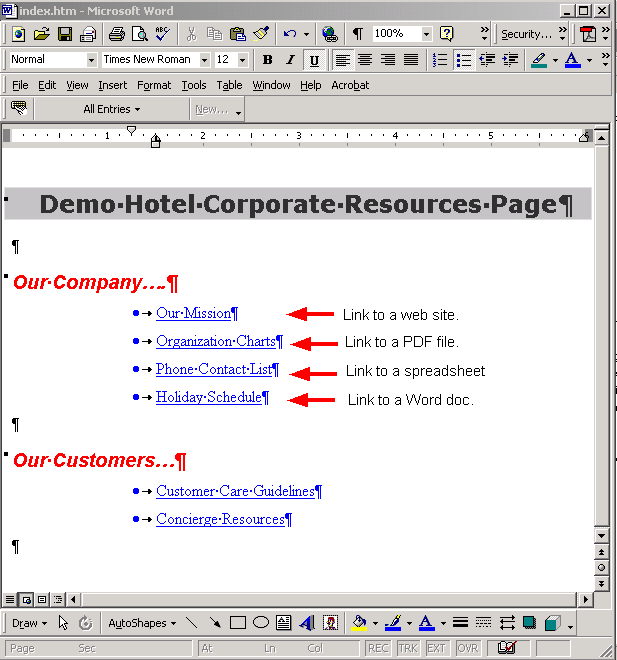 index.htm - Microsoft Word
100%
Security...
Normal Times New Roman 12 B I U
File Edit View Insert Format Tools Table Window Help Acrobat
All Entries New...
1 2 3 4 5
Demo·Hotel·Corporate·Resources·Page¶
¶
Our·Company….¶
Our·Mission¶ Link to a web site.
Organization·Charts¶ Link to a PDF file.
Phone·Contact·List¶ Link to a spreadsheet
Holiday·Schedule¶ Link to a Word doc.
¶
Our·Customers…¶
Customer·Care·Guidelines¶
Concierge·Resources¶
¶
Draw AutoShapes
Page Sec At Ln Col REC TRK EXT OVR